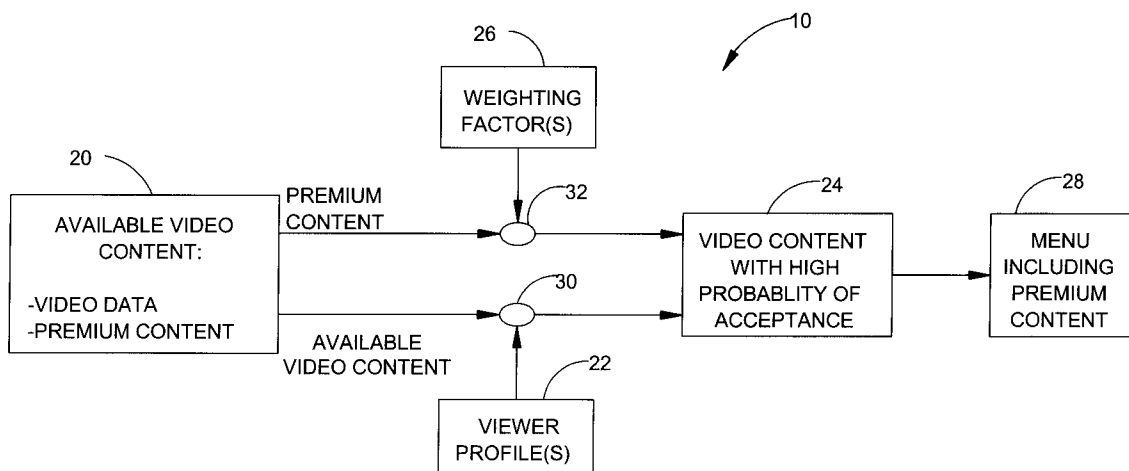 10
26
WEIGHTING
FACTOR(S)
20
AVAILABLE VIDEO
CONTENT:
-VIDEO DATA
-PREMIUM CONTENT
PREMIUM
CONTENT
32
30
AVAILABLE
VIDEO CONTENT
22
VIEWER
PROFILE(S)
24
VIDEO CONTENT
WITH HIGH
PROBABLITY OF
ACCEPTANCE
28
MENU
INCLUDING
PREMIUM
CONTENT